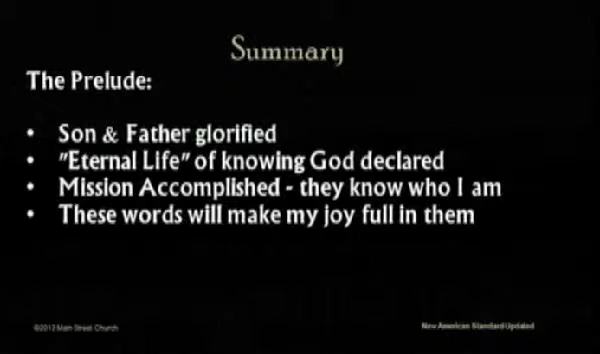 Summary
The Prelude:
• Son & Father glorified
• "Eternal Life" of knowing God declared
• Mission Accomplished - they know who I am
• These words will make my joy full in them
©2013 Main Street Church
New American Standard Updated